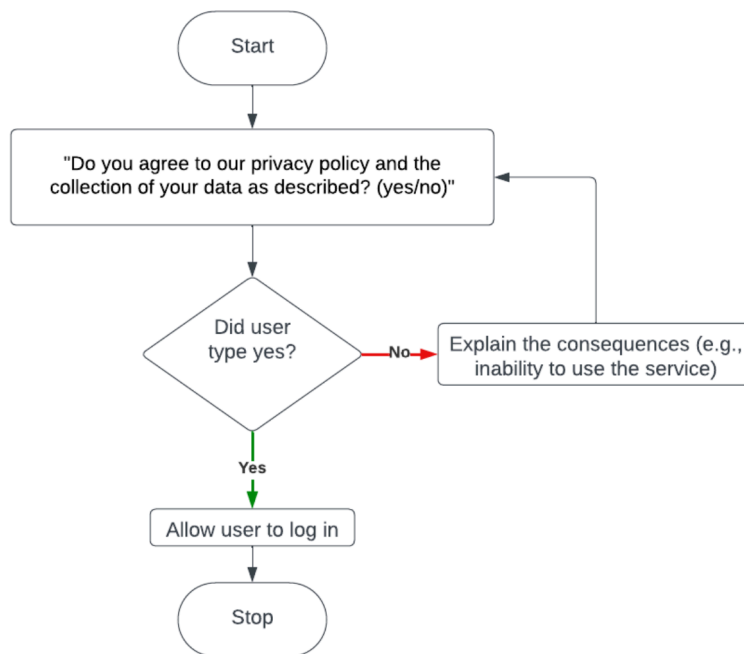 Start
"Do you agree to our privacy policy and the
collection of your data as described? (yes/no)"
Did user
type yes?
No
Explain the consequences (e.g.,
inability to use the service)
Yes
Allow user to log in
Stop